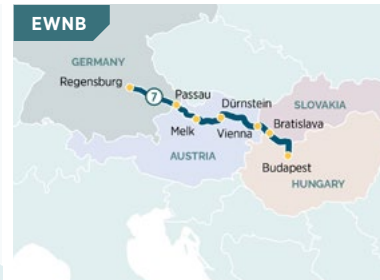 EWNB
GERMANY
Regensburg
7
Passau
Dürnstein
SLOVAKIA
Melk
Vienna
Bratislava
AUSTRIA
Budapest
HUNGARY